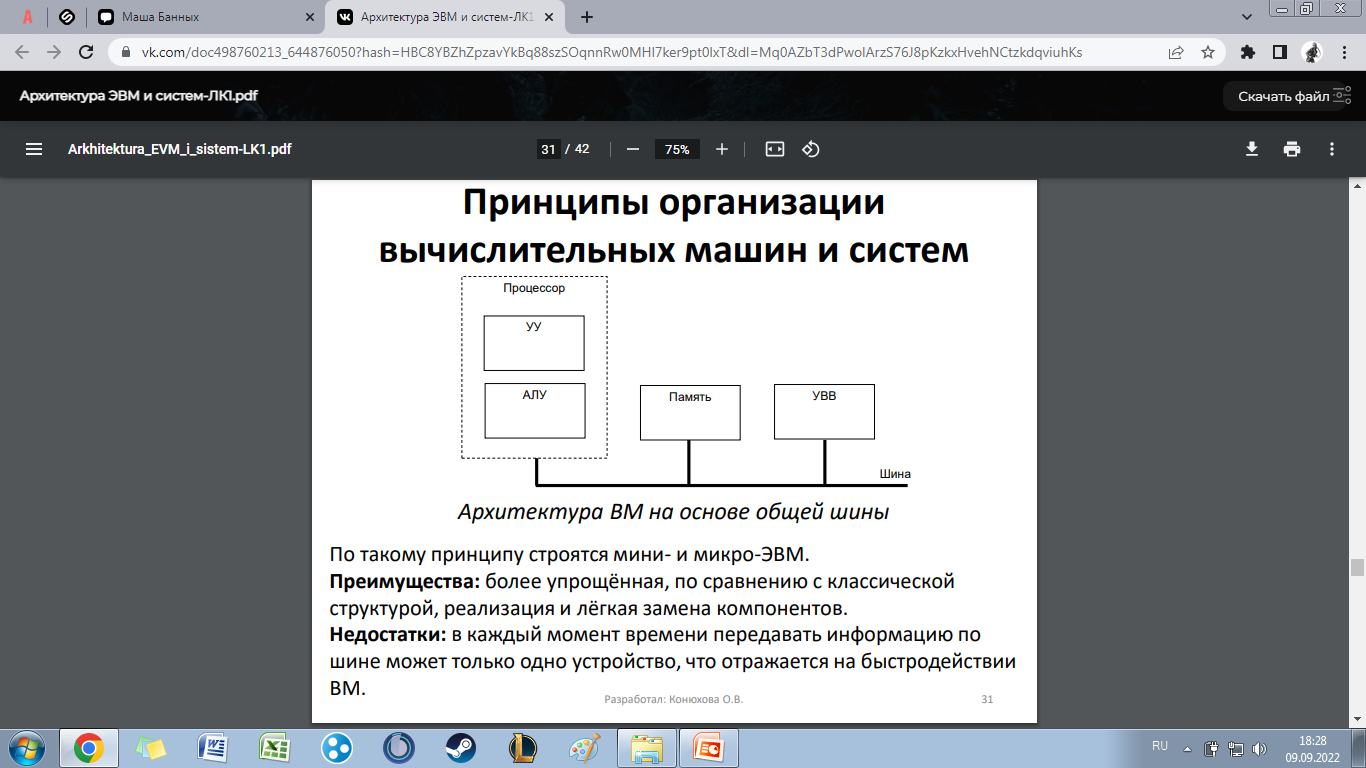 Маша Банных
Архитектура ЭВМ и систем-ЛК1
vk.com/doc498760213_644876050?hash=HBC8YBZhZpzavYkBq88szSOqnnRw0MHl7ker9pt0lxT&dl=Mq0AZbT3dPwolArzS76J8pKzkxHvehNCtzkdqviuhKs
Архитектура ЭВМ и систем-ЛК1.pdf
Скачать файл
Arkhitektura_EVM_i_sistem-LK1.pdf
31 / 42
75%
Принципы организации
вычислительных машин и систем
Процессор
УУ
АЛУ
Память
УВВ
Шина
Архитектура ВМ на основе общей шины
По такому принципу строятся мини- и микро-ЭВМ.
Преимущества: более упрощённая, по сравнению с классической
структурой, реализация и лёгкая замена компонентов.
Недостатки: в каждый момент времени передавать информацию по
шине может только одно устройство, что отражается на быстродействии
ВМ.
Разработал: Конюхова О.В.
31
RU
18:28
09.09.2022